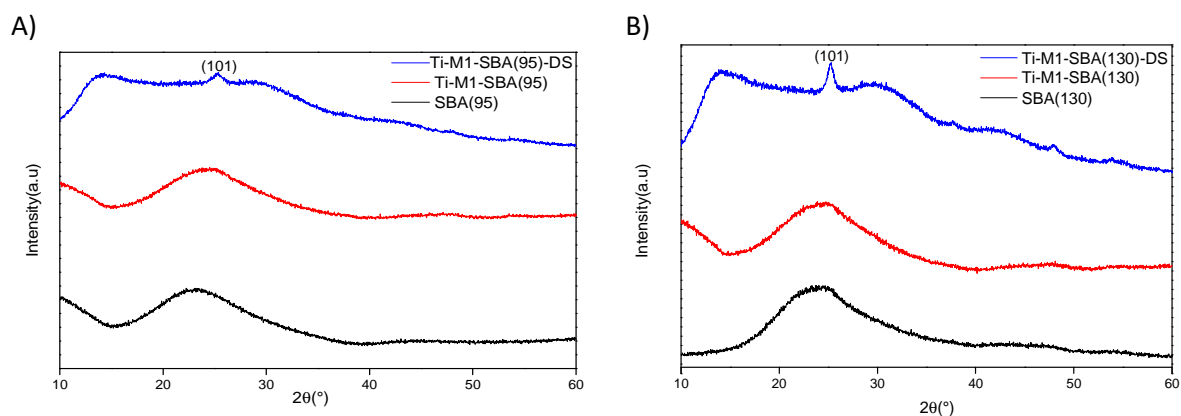 A)
(101)
Ti-M1-SBA(95)-DS
Ti-M1-SBA(95)
SBA(95)
Intensity(a.u)
10 20 30 40 50 60
2θ(°)
B)
(101)
Ti-M1-SBA(130)-DS
Ti-M1-SBA(130)
SBA(130)
Intensity(a.u)
10 20 30 40 50 60
2θ(°)